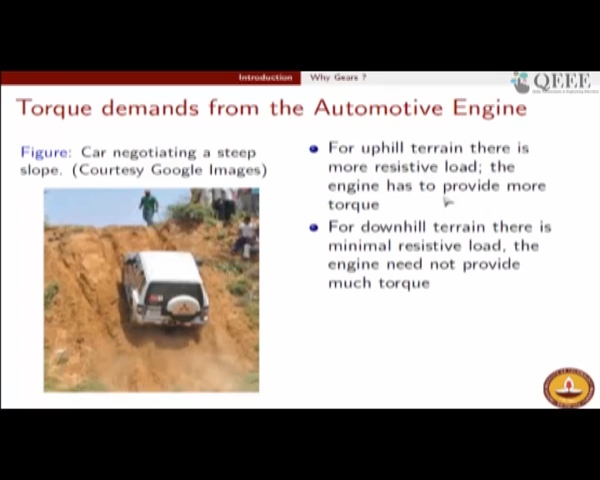 Introduction Why Gears ?
QEEE
Torque demands from the Automotive Engine
Figure: Car negotiating a steep
slope. (Courtesy Google Images)
For uphill terrain there is
more resistive load; the
engine has to provide more
torque
For downhill terrain there is
minimal resistive load, the
engine need not provide
much torque